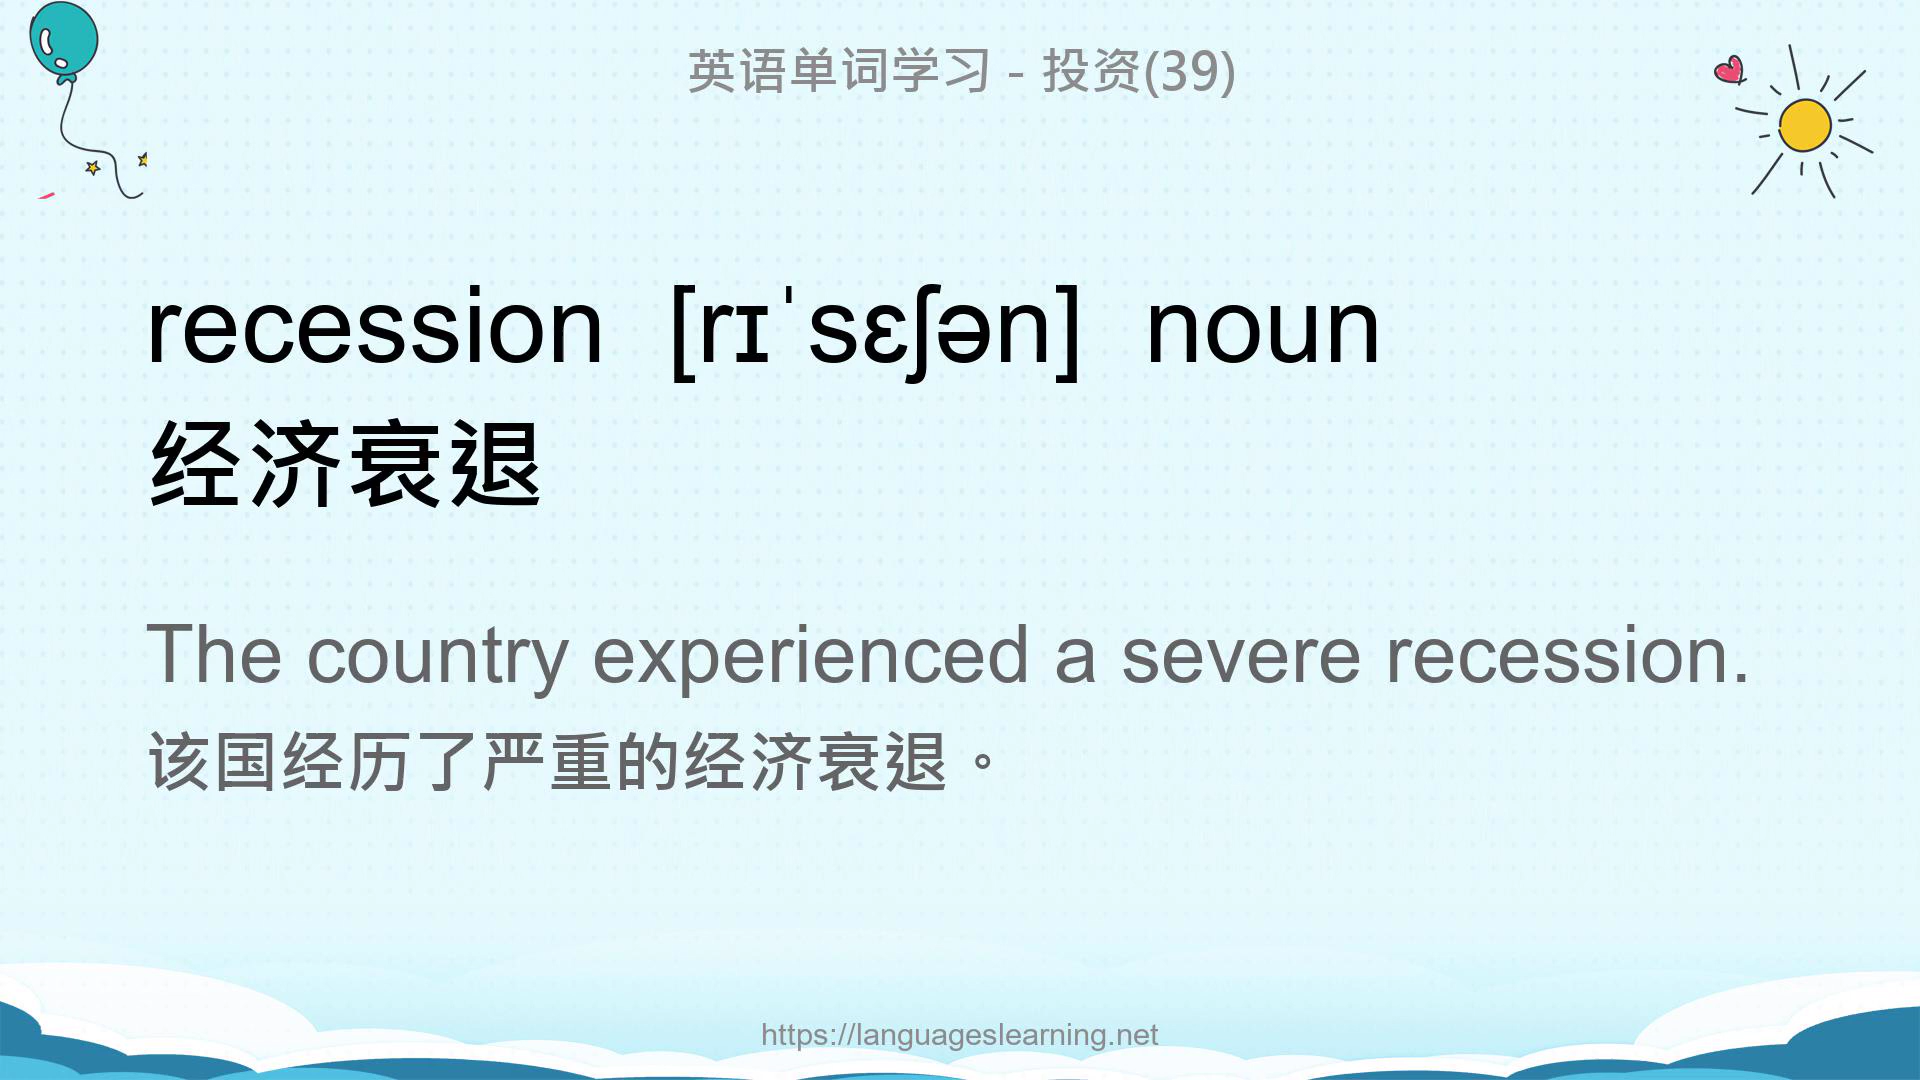 英语单词学习 - 投资(39)
recession [rɪˈsɛʃən] noun
经济衰退
The country experienced a severe recession.
该国经历了严重的经济衰退。
https://languageslearning.net